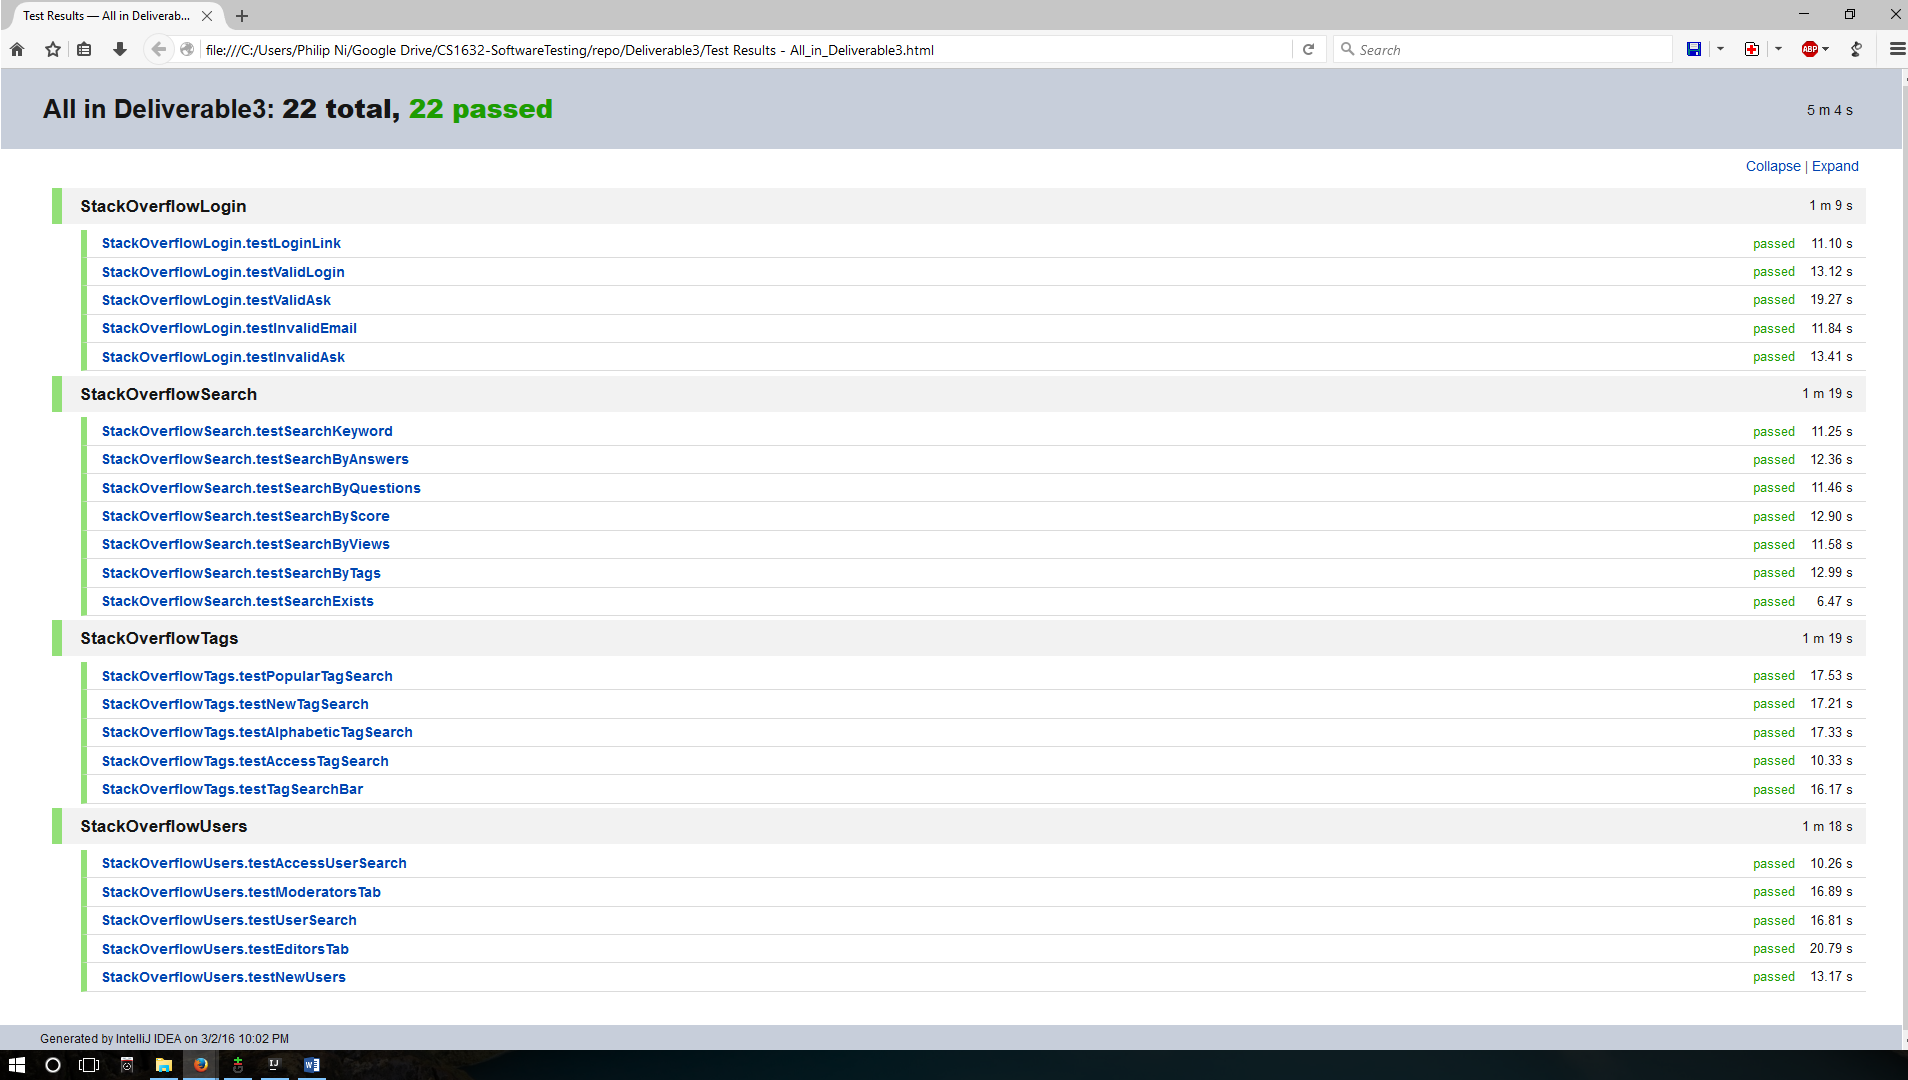 Test Results — All in Deliverab...
file:///C:/Users/Philip Ni/Google Drive/CS1632-SoftwareTesting/repo/Deliverable3/Test Results - All_in_Deliverable3.html
Search
ABP
All in Deliverable3: 22 total, 22 passed
5 m 4 s
Collapse | Expand
StackOverflowLogin 1 m 9 s
StackOverflowLogin.testLoginLink passed 11.10 s
StackOverflowLogin.testValidLogin passed 13.12 s
StackOverflowLogin.testValidAsk passed 19.27 s
StackOverflowLogin.testInvalidEmail passed 11.84 s
StackOverflowLogin.testInvalidAsk passed 13.41 s
StackOverflowSearch 1 m 19 s
StackOverflowSearch.testSearchKeyword passed 11.25 s
StackOverflowSearch.testSearchByAnswers passed 12.36 s
StackOverflowSearch.testSearchByQuestions passed 11.46 s
StackOverflowSearch.testSearchByScore passed 12.90 s
StackOverflowSearch.testSearchByViews passed 11.58 s
StackOverflowSearch.testSearchByTags passed 12.99 s
StackOverflowSearch.testSearchExists passed 6.47 s
StackOverflowTags 1 m 19 s
StackOverflowTags.testPopularTagSearch passed 17.53 s
StackOverflowTags.testNewTagSearch passed 17.21 s
StackOverflowTags.testAlphabeticTagSearch passed 17.33 s
StackOverflowTags.testAccessTagSearch passed 10.33 s
StackOverflowTags.testTagSearchBar passed 16.17 s
StackOverflowUsers 1 m 18 s
StackOverflowUsers.testAccessUserSearch passed 10.26 s
StackOverflowUsers.testModeratorsTab passed 16.89 s
StackOverflowUsers.testUserSearch passed 16.81 s
StackOverflowUsers.testEditorsTab passed 20.79 s
StackOverflowUsers.testNewUsers passed 13.17 s
Generated by IntelliJ IDEA on 3/2/16 10:02 PM